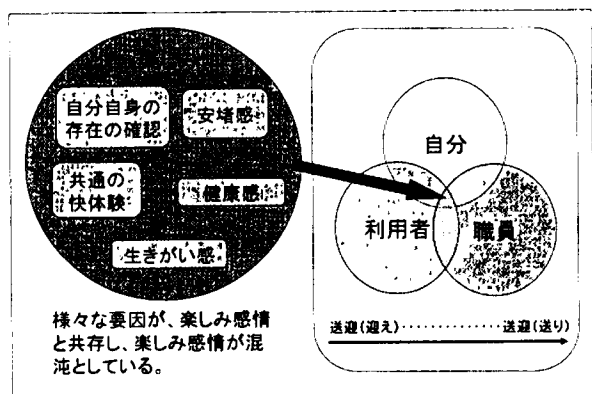 自分自身の
存在の確認
安堵感
共通の
快体験
健康感
生きがい感
様々な要因が、楽しみ感情
と共存し、楽しみ感情が混
沌としている。
自分
利用者
職員
送迎(迎え)・・・・・・・・・・・・送迎(送り)